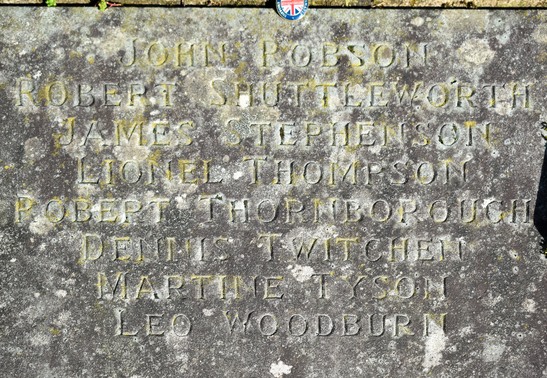 JOHN ROBSON
ROBERT SHUTTLEWORTH
JAMES STEPHENSON
LIONEL THOMPSON
ROBERT THORNBOROUGH
DENNIS TWITCHEN
MARTINE TYSON
LEO WOODBURN